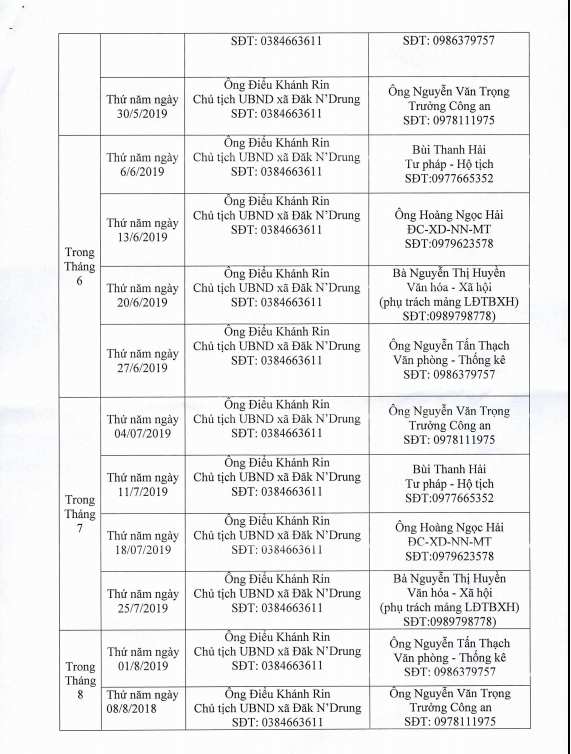 SĐT: 0384663611
SĐT: 0986379757
Thứ năm ngày
30/5/2019
Ông Điểu Khánh Rin
Chủ tịch UBND xã Đăk N'Drung
SĐT: 0384663611
Ông Nguyễn Văn Trọng
Trưởng Công an
SĐT: 0978111975
Trong
Tháng
6
Thứ năm ngày
6/6/2019
Ông Điểu Khánh Rin
Chủ tịch UBND xã Đăk N'Drung
SĐT: 0384663611
Bùi Thanh Hải
Tư pháp - Hộ tịch
SĐT:0977665352
Thứ năm ngày
13/6/2019
Ông Điểu Khánh Rin
Chủ tịch UBND xã Đăk N'Drung
SĐT: 0384663611
Ông Hoàng Ngọc Hải
ĐC-XD-NN-MT
SĐT:0979623578
Thứ năm ngày
20/6/2019
Ông Điểu Khánh Rin
Chủ tịch UBND xã Đăk N'Drung
SĐT: 0384663611
Bà Nguyễn Thị Huyền
Văn hóa - Xã hội
(phụ trách mảng LĐTBXH)
SĐT:0989798778)
Thứ năm ngày
27/6/2019
Ông Điểu Khánh Rin
Chủ tịch UBND xã Đăk N'Drung
SĐT: 0384663611
Ông Nguyễn Tấn Thạch
Văn phòng - Thống kê
SĐT: 0986379757
Trong
Tháng
7
Thứ năm ngày
04/07/2019
Ông Điểu Khánh Rin
Chủ tịch UBND xã Đăk N'Drung
SĐT: 0384663611
Ông Nguyễn Văn Trọng
Trưởng Công an
SĐT: 0978111975
Thứ năm ngày
11/7/2019
Ông Điểu Khánh Rin
Chủ tịch UBND xã Đăk N'Drung
SĐT: 0384663611
Bùi Thanh Hải
Tư pháp - Hộ tịch
SĐT:0977665352
Thứ năm ngày
18/07/2019
Ông Điểu Khánh Rin
Chủ tịch UBND xã Đăk N'Drung
SĐT: 0384663611
Ông Hoàng Ngọc Hải
ĐC-XD-NN-MT
SĐT:0979623578
Thứ năm ngày
25/7/2019
Ông Điểu Khánh Rin
Chủ tịch UBND xã Đăk N'Drung
SĐT: 0384663611
Bà Nguyễn Thị Huyền
Văn hóa - Xã hội
(phụ trách mảng LĐTBXH)
SĐT:0989798778)
Trong
Tháng
8
Thứ năm ngày
01/8/2019
Ông Điểu Khánh Rin
Chủ tịch UBND xã Đăk N'Drung
SĐT: 0384663611
Ông Nguyễn Tấn Thạch
Văn phòng - Thống kê
SĐT: 0986379757
Thứ năm ngày
08/8/2018
Ông Điểu Khánh Rin
Chủ tịch UBND xã Đăk N'Drung
SĐT: 0384663611
Ông Nguyễn Văn Trọng
Trưởng Công an
SĐT: 0978111975